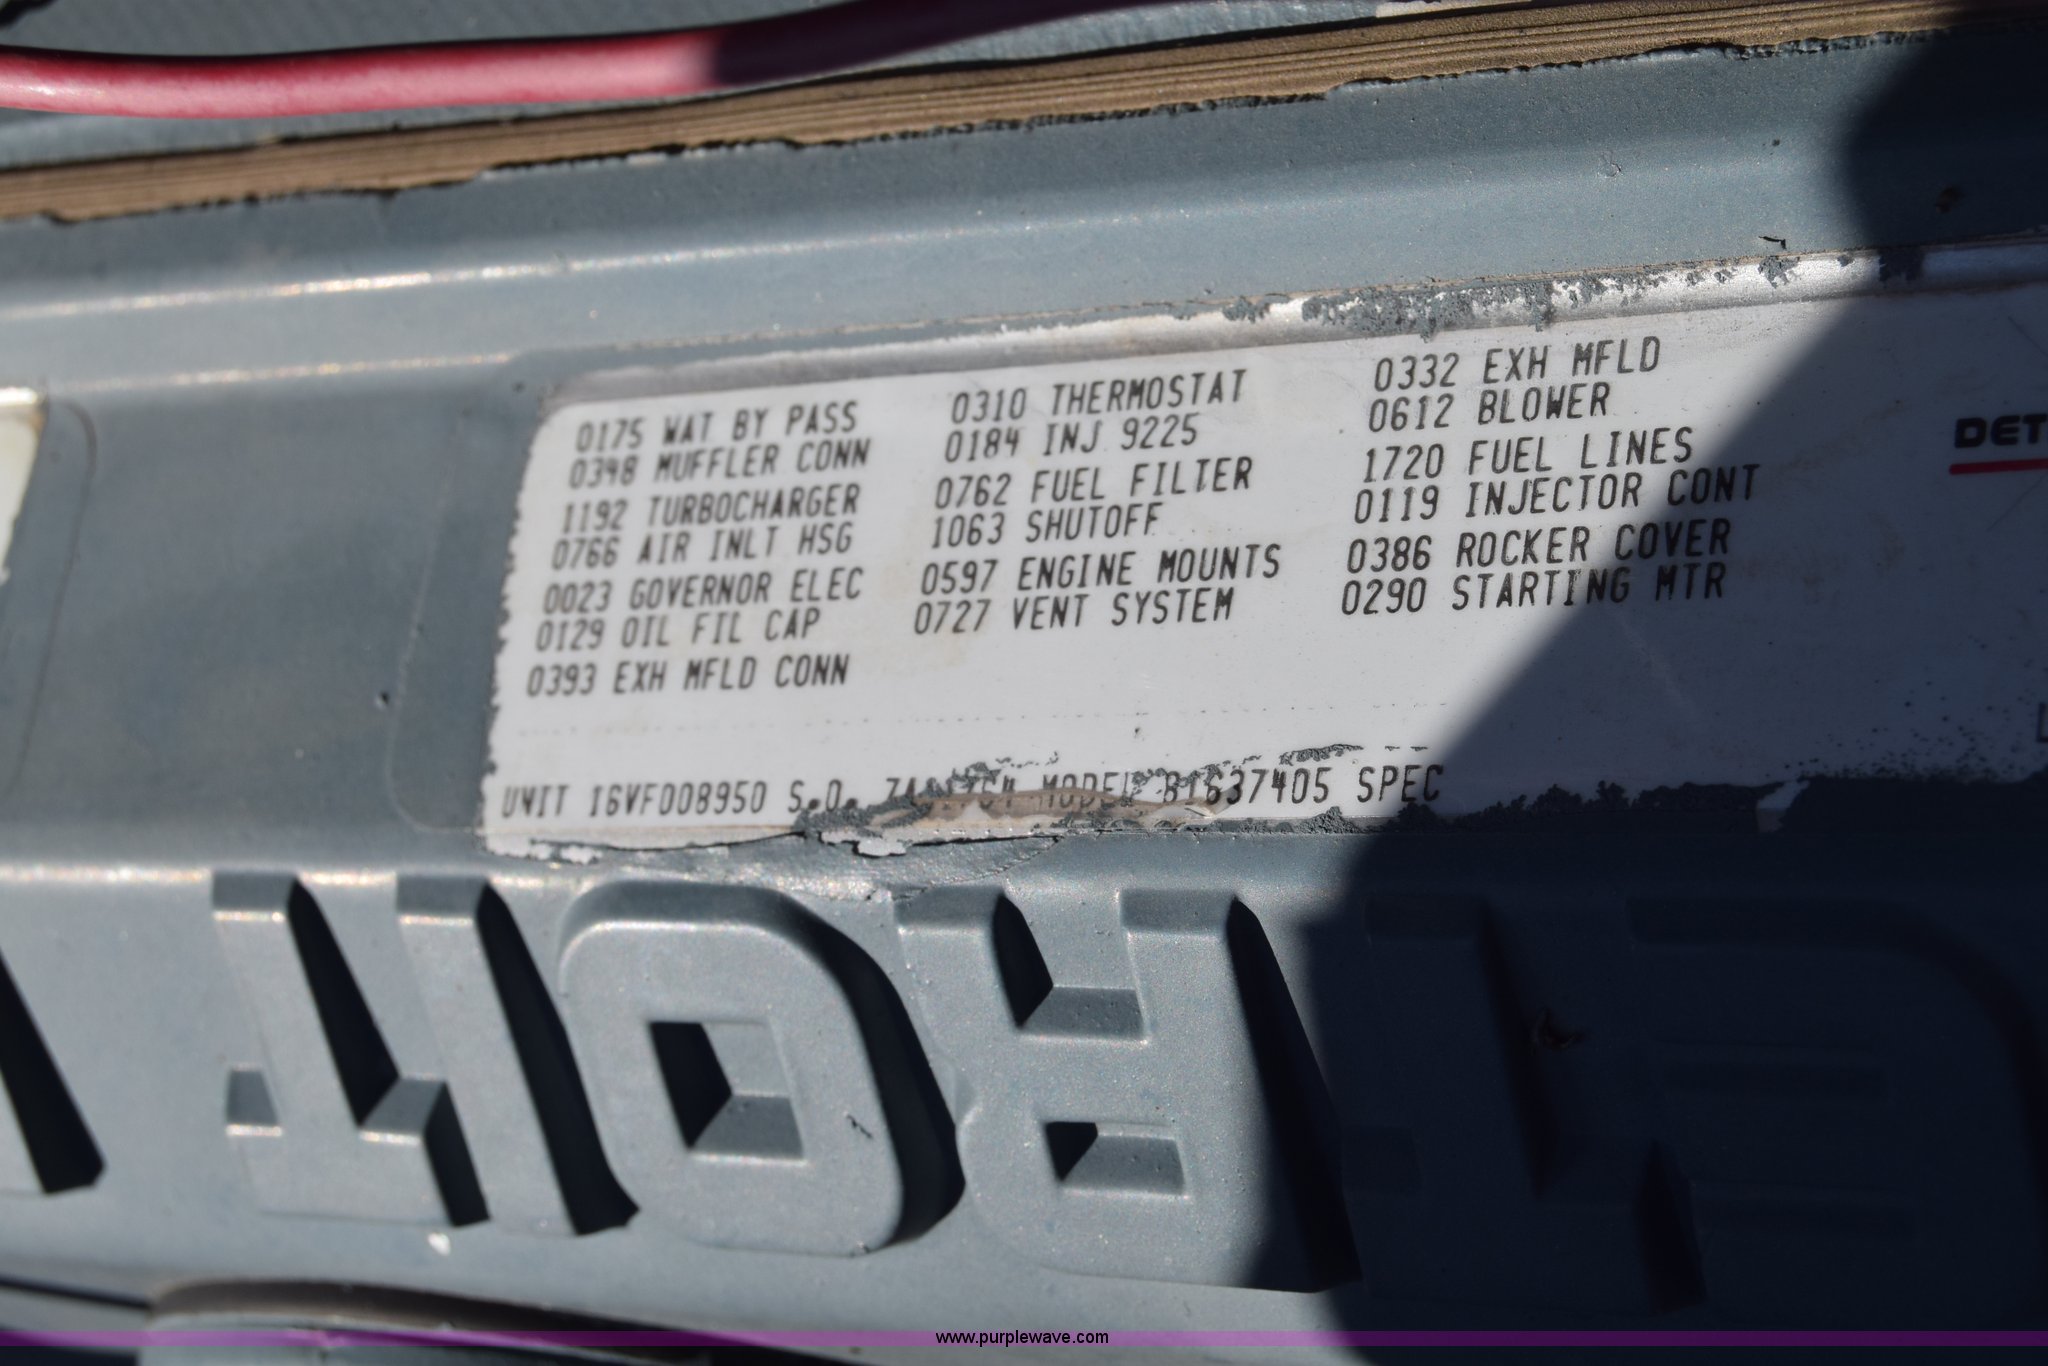 0175 WAT BY PASS
0348 MUFFLER CONN
1192 TURBOCHARGER
0766 AIR INLT HSG
0023 GOVERNOR ELEC
0129 OIL FIL CAP
0393 EXH MFLD CONN
0310 THERMOSTAT
0184 INJ 9225
0762 FUEL FILTER
1063 SHUTOFF
0597 ENGINE MOUNTS
0727 VENT SYSTEM
0332 EXH MFLD
0612 BLOWER
1720 FUEL LINES
0119 INJECTOR CONT
0386 ROCKER COVER
0290 STARTING MTR
UNIT 16VF008950 S.O. MODEL 81637405 SPEC
DET
www.purplewave.com